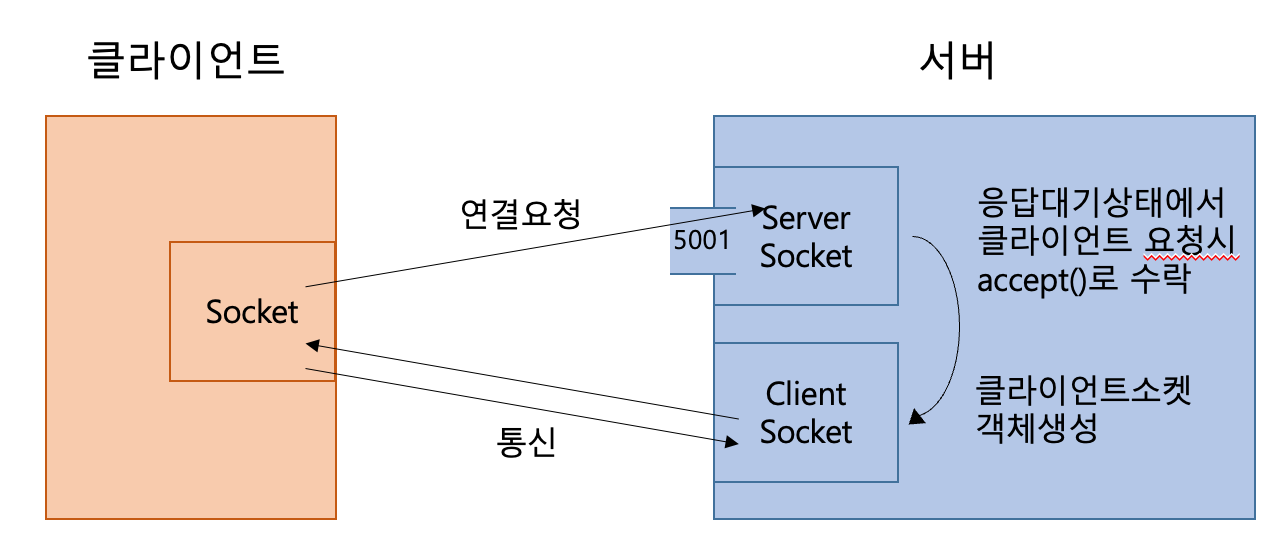 클라이언트
서버
연결요청
5001
Server
Socket
응답대기상태에서
클라이언트 요청시
accept()로 수락
Socket
Client
Socket
클라이언트소켓
객체생성
통신